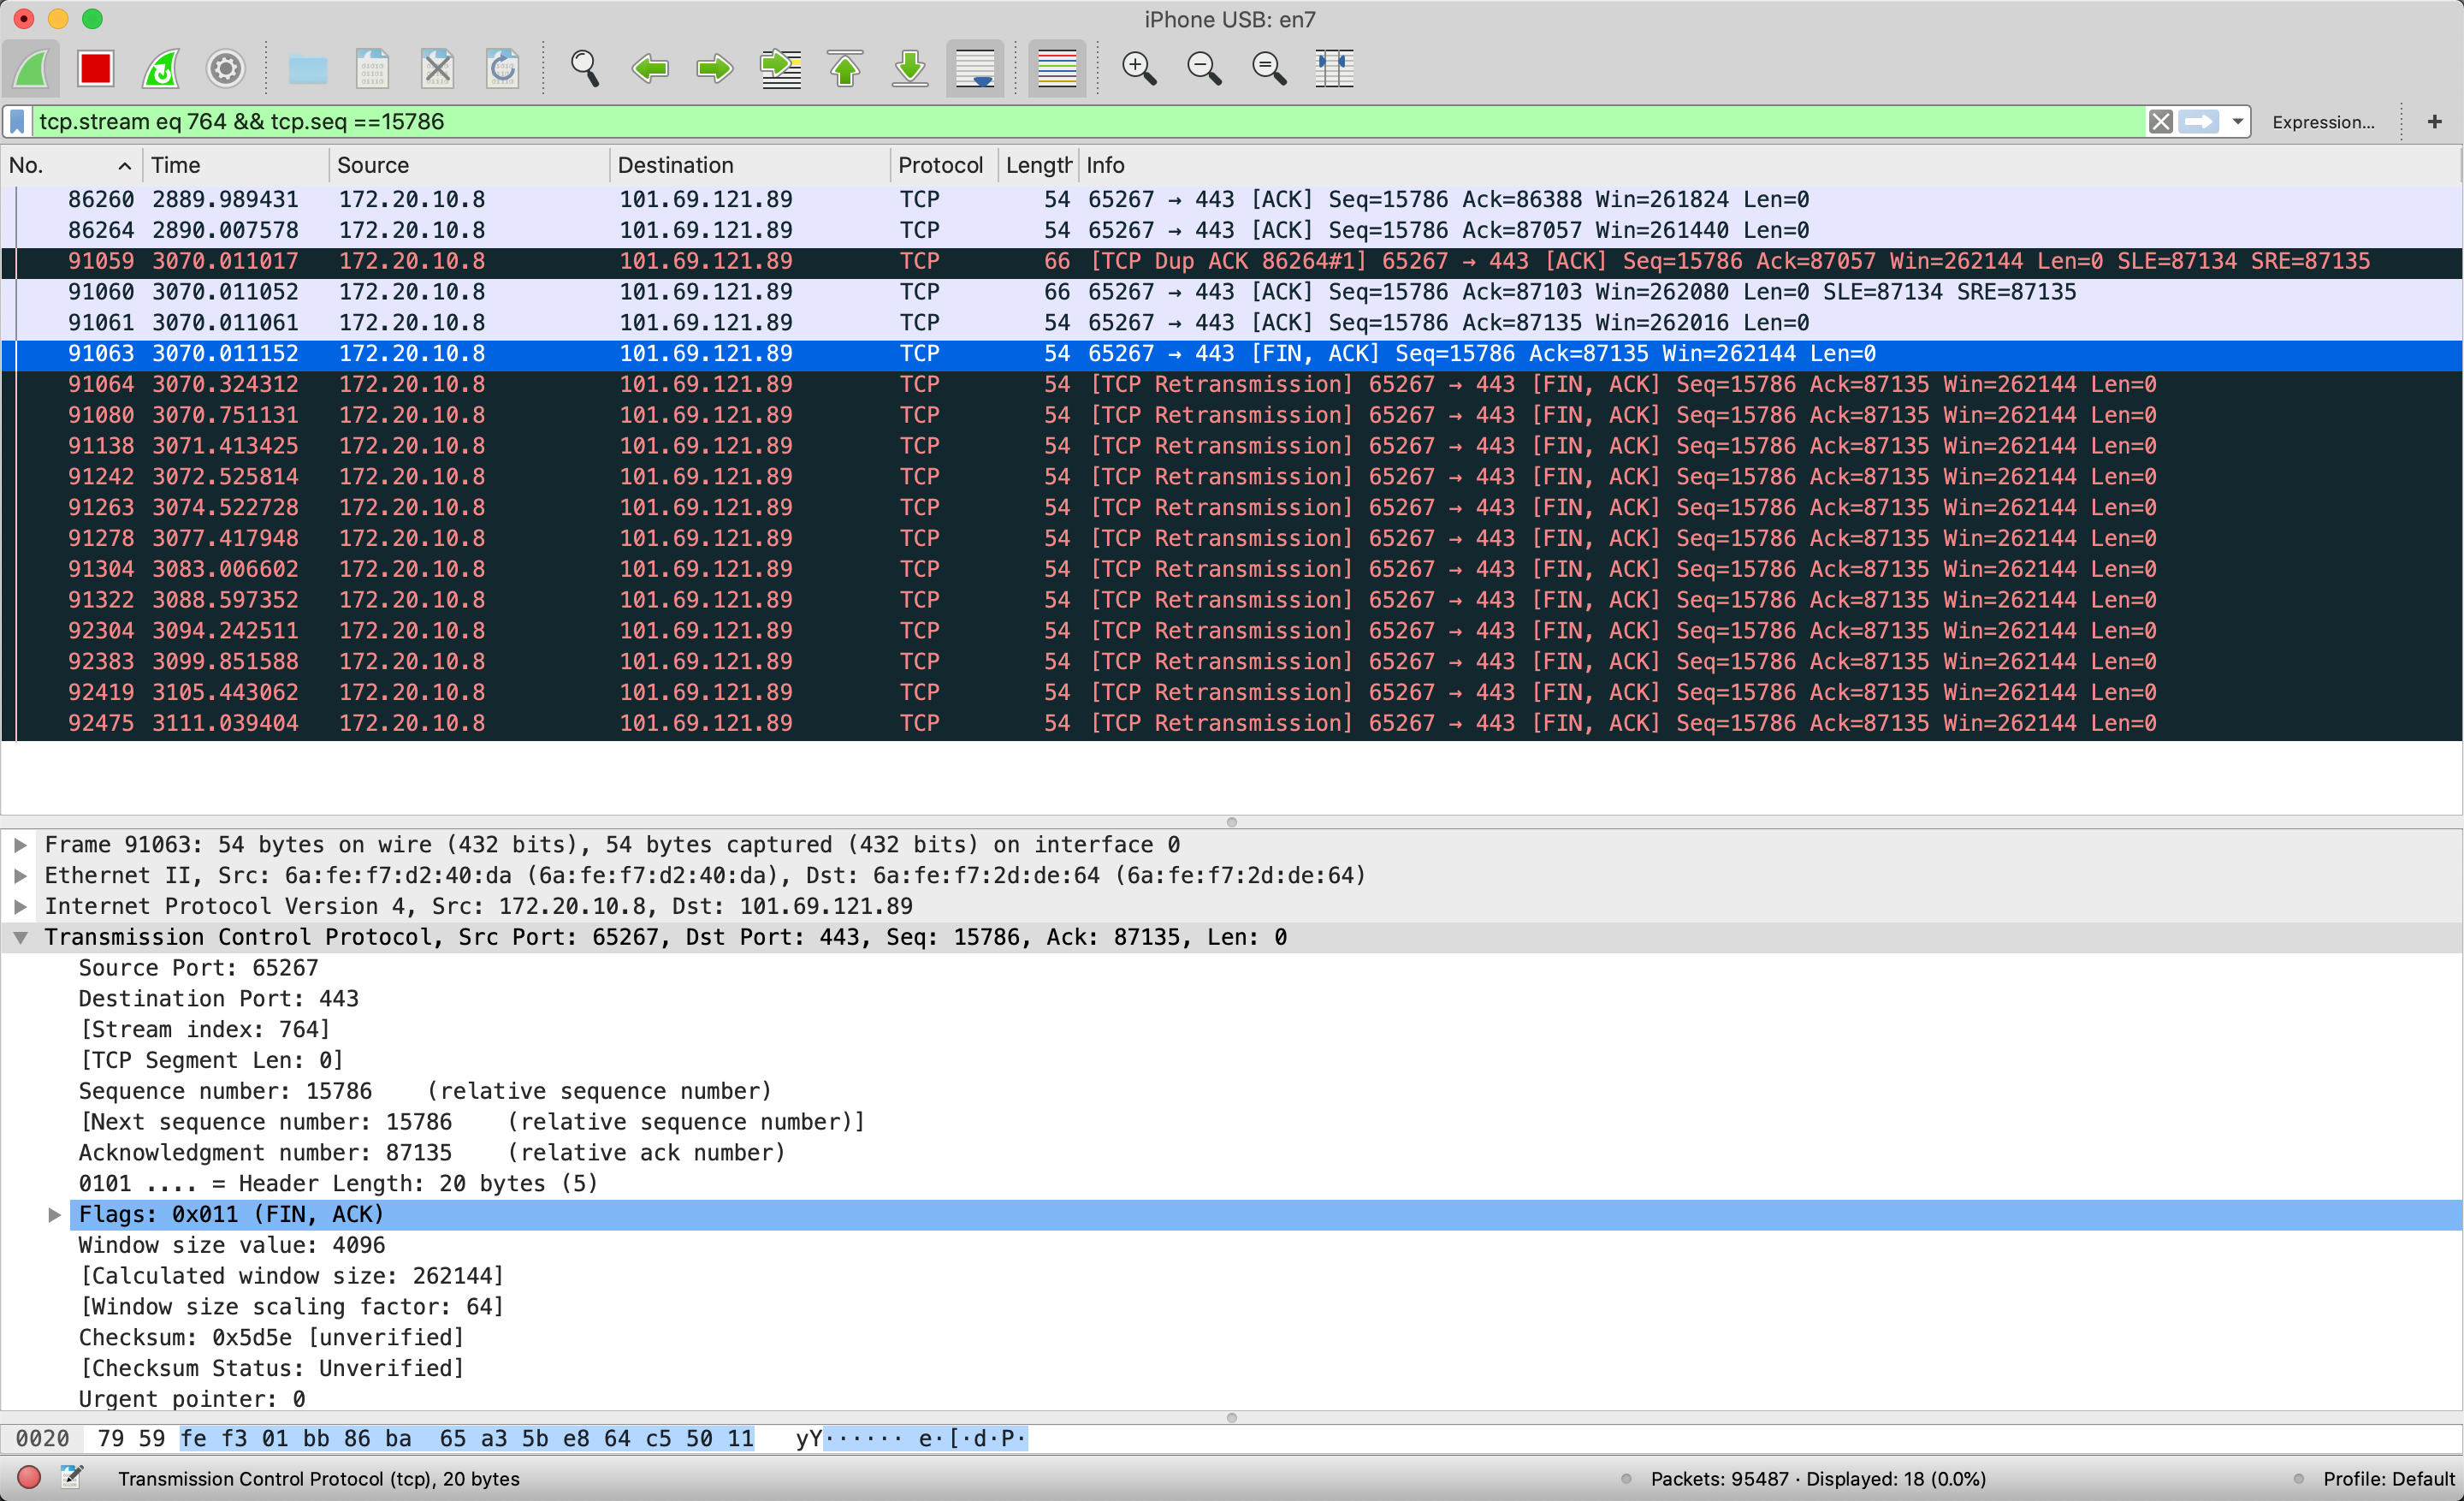 iPhone USB: en7
tcp.stream eq 764 && tcp.seq ==15786 Expression... +
No. Time Source Destination Protocol Length Info
86260 2889.989431 172.20.10.8 101.69.121.89 TCP 54 65267 → 443 [ACK] Seq=15786 Ack=86388 Win=261824 Len=0
86264 2890.007578 172.20.10.8 101.69.121.89 TCP 54 65267 → 443 [ACK] Seq=15786 Ack=87057 Win=261440 Len=0
91059 3070.011017 172.20.10.8 101.69.121.89 TCP 66 [TCP Dup ACK 86264#1] 65267 → 443 [ACK] Seq=15786 Ack=87057 Win=262144 Len=0 SLE=87134 SRE=87135
91060 3070.011052 172.20.10.8 101.69.121.89 TCP 66 65267 → 443 [ACK] Seq=15786 Ack=87103 Win=262080 Len=0 SLE=87134 SRE=87135
91061 3070.011061 172.20.10.8 101.69.121.89 TCP 54 65267 → 443 [ACK] Seq=15786 Ack=87135 Win=262016 Len=0
91063 3070.011152 172.20.10.8 101.69.121.89 TCP 54 65267 → 443 [FIN, ACK] Seq=15786 Ack=87135 Win=262144 Len=0
91064 3070.324312 172.20.10.8 101.69.121.89 TCP 54 [TCP Retransmission] 65267 → 443 [FIN, ACK] Seq=15786 Ack=87135 Win=262144 Len=0
91080 3070.751131 172.20.10.8 101.69.121.89 TCP 54 [TCP Retransmission] 65267 → 443 [FIN, ACK] Seq=15786 Ack=87135 Win=262144 Len=0
91138 3071.413425 172.20.10.8 101.69.121.89 TCP 54 [TCP Retransmission] 65267 → 443 [FIN, ACK] Seq=15786 Ack=87135 Win=262144 Len=0
91242 3072.525814 172.20.10.8 101.69.121.89 TCP 54 [TCP Retransmission] 65267 → 443 [FIN, ACK] Seq=15786 Ack=87135 Win=262144 Len=0
91263 3074.522728 172.20.10.8 101.69.121.89 TCP 54 [TCP Retransmission] 65267 → 443 [FIN, ACK] Seq=15786 Ack=87135 Win=262144 Len=0
91278 3077.417948 172.20.10.8 101.69.121.89 TCP 54 [TCP Retransmission] 65267 → 443 [FIN, ACK] Seq=15786 Ack=87135 Win=262144 Len=0
91304 3083.006602 172.20.10.8 101.69.121.89 TCP 54 [TCP Retransmission] 65267 → 443 [FIN, ACK] Seq=15786 Ack=87135 Win=262144 Len=0
91322 3088.597352 172.20.10.8 101.69.121.89 TCP 54 [TCP Retransmission] 65267 → 443 [FIN, ACK] Seq=15786 Ack=87135 Win=262144 Len=0
92304 3094.242511 172.20.10.8 101.69.121.89 TCP 54 [TCP Retransmission] 65267 → 443 [FIN, ACK] Seq=15786 Ack=87135 Win=262144 Len=0
92383 3099.851588 172.20.10.8 101.69.121.89 TCP 54 [TCP Retransmission] 65267 → 443 [FIN, ACK] Seq=15786 Ack=87135 Win=262144 Len=0
92419 3105.443062 172.20.10.8 101.69.121.89 TCP 54 [TCP Retransmission] 65267 → 443 [FIN, ACK] Seq=15786 Ack=87135 Win=262144 Len=0
92475 3111.039404 172.20.10.8 101.69.121.89 TCP 54 [TCP Retransmission] 65267 → 443 [FIN, ACK] Seq=15786 Ack=87135 Win=262144 Len=0
Frame 91063: 54 bytes on wire (432 bits), 54 bytes captured (432 bits) on interface 0
Ethernet II, Src: 6a:fe:f7:d2:40:da (6a:fe:f7:d2:40:da), Dst: 6a:fe:f7:2d:de:64 (6a:fe:f7:2d:de:64)
Internet Protocol Version 4, Src: 172.20.10.8, Dst: 101.69.121.89
Transmission Control Protocol, Src Port: 65267, Dst Port: 443, Seq: 15786, Ack: 87135, Len: 0
Source Port: 65267
Destination Port: 443
[Stream index: 764]
[TCP Segment Len: 0]
Sequence number: 15786 (relative sequence number)
[Next sequence number: 15786 (relative sequence number)]
Acknowledgment number: 87135 (relative ack number)
0101 .... = Header Length: 20 bytes (5)
Flags: 0x011 (FIN, ACK)
Window size value: 4096
[Calculated window size: 262144]
[Window size scaling factor: 64]
Checksum: 0x5d5e [unverified]
[Checksum Status: Unverified]
Urgent pointer: 0
0020 79 59 fe f3 01 bb 86 ba 65 a3 5b e8 64 c5 50 11 yY······ e·[·d·P·
Transmission Control Protocol (tcp), 20 bytes Packets: 95487 · Displayed: 18 (0.0%) Profile: Default